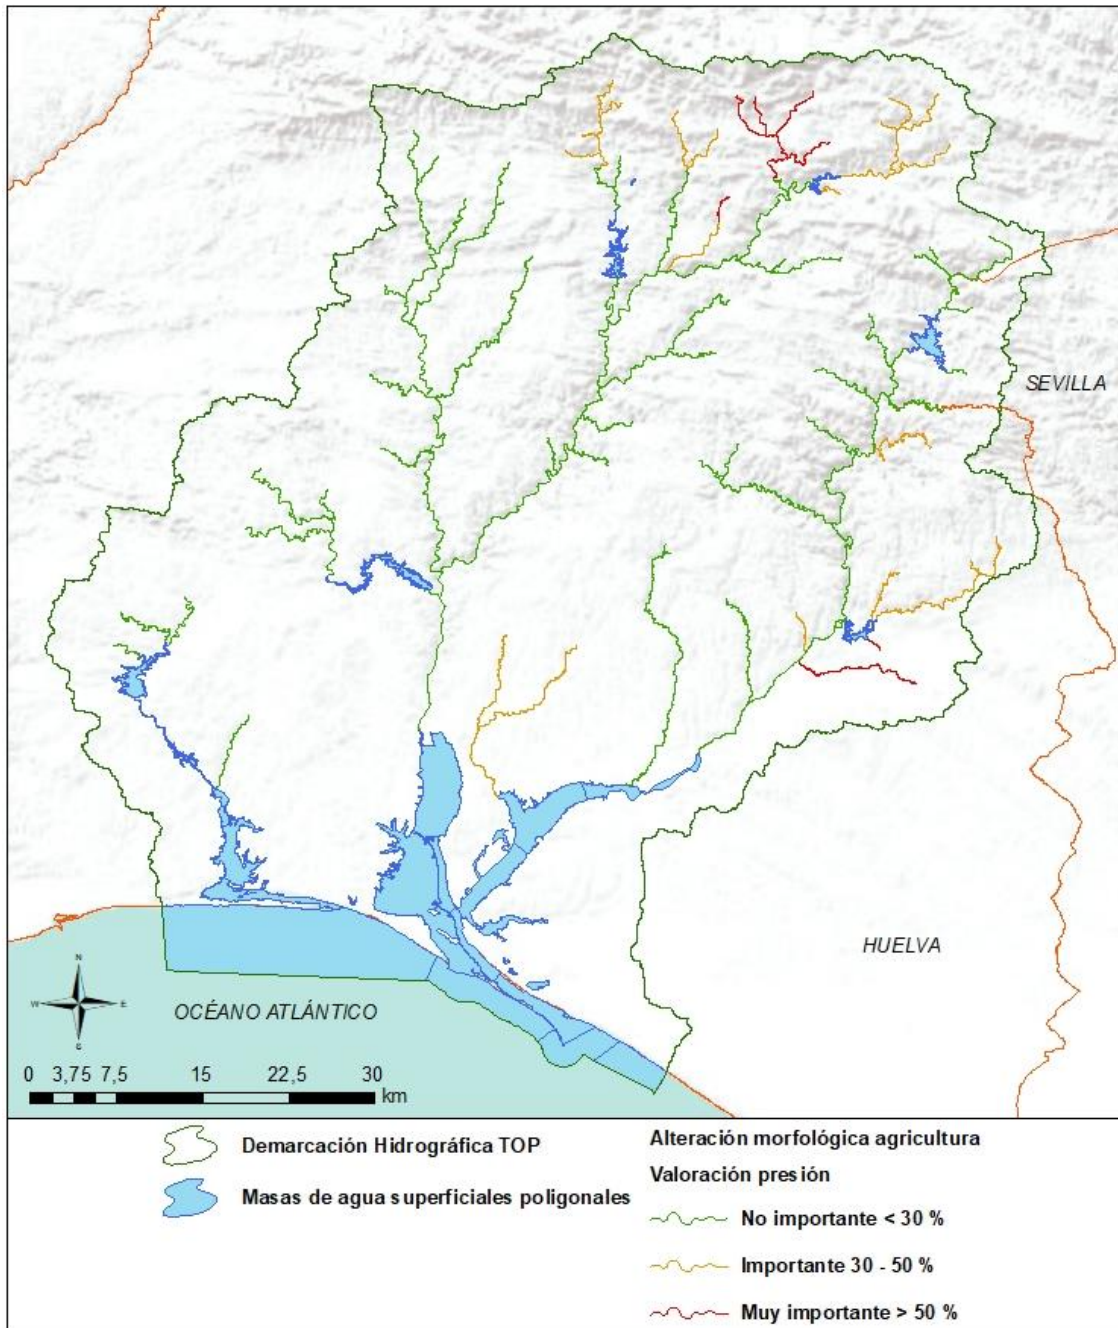 SEVILLA
HUELVA
OCÉANO ATLÁNTICO
N
W E
S
0 3,75 7,5 15 22,5 30
km
Demarcación Hidrográfica TOP
Masas de agua superficiales poligonales
Alteración morfológica agricultura
Valoración presión
No importante < 30 %
Importante 30 - 50 %
Muy importante > 50 %